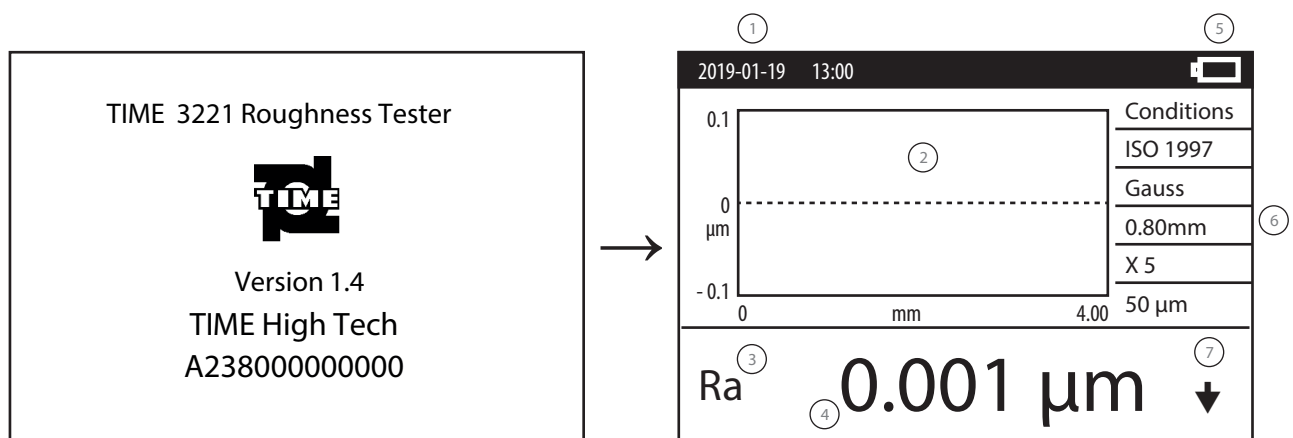 TIME 3221 Roughness Tester
TIME
Version 1.4
TIME High Tech
A238000000000
→
1
5
2019-01-19 13:00
0.1
0
µm
- 0.1
0 mm 4.00
2
Conditions
ISO 1997
Gauss
0.80mm
X 5
50 µm
6
Ra 3
4 0.001 µm
7